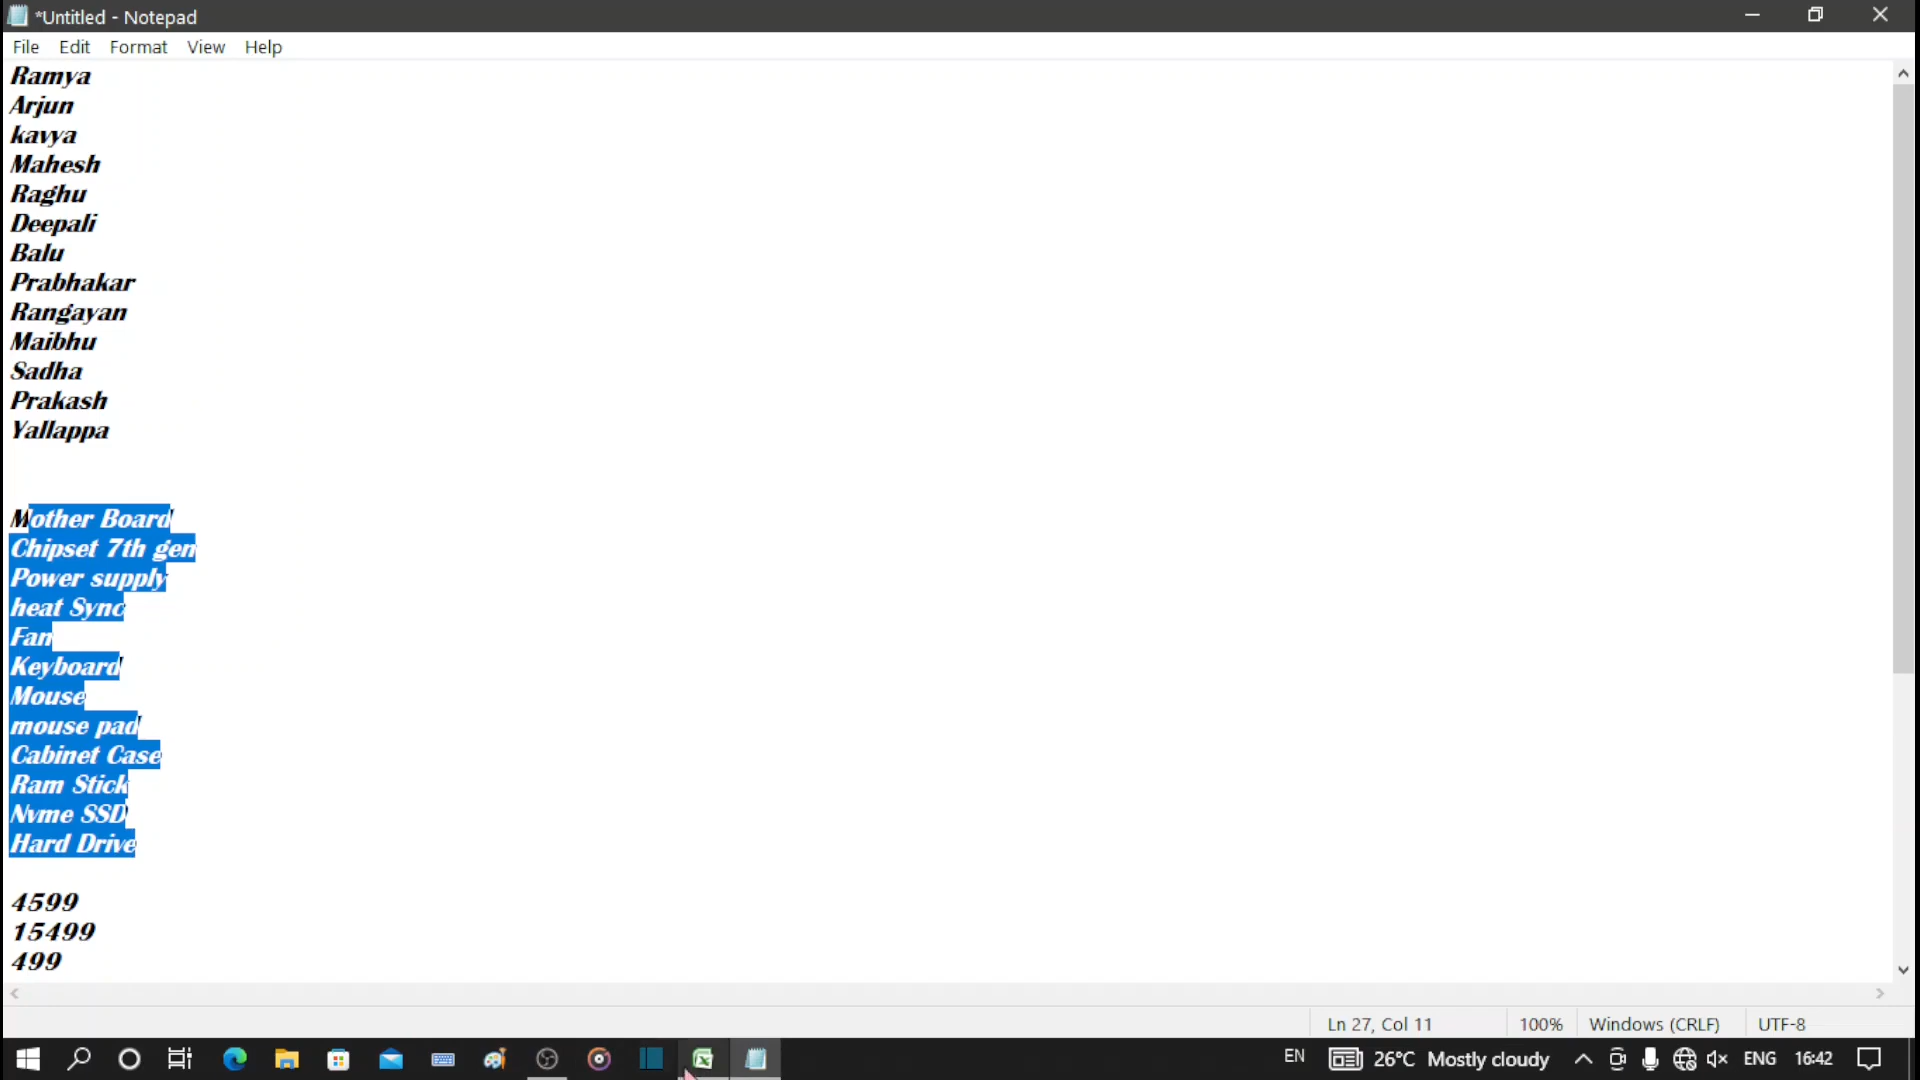 *Untitled - Notepad
File Edit Format View Help
Ramya
Arjun
kavya
Mahesh
Raghu
Deepali
Balu
Prabhakar
Rangayan
Maibhu
Sadha
Prakash
Yallappa
Mother Board
Chipset 7th gen
Power supply
heat Sync
Fan
Keyboard
Mouse
mouse pad
Cabinet Case
Ram Stick
Nvme SSD
Hard Drive
4599
15499
499
Ln 27, Col 11 100% Windows (CRLF) UTF-8
EN 26°C Mostly cloudy ENG 16:42